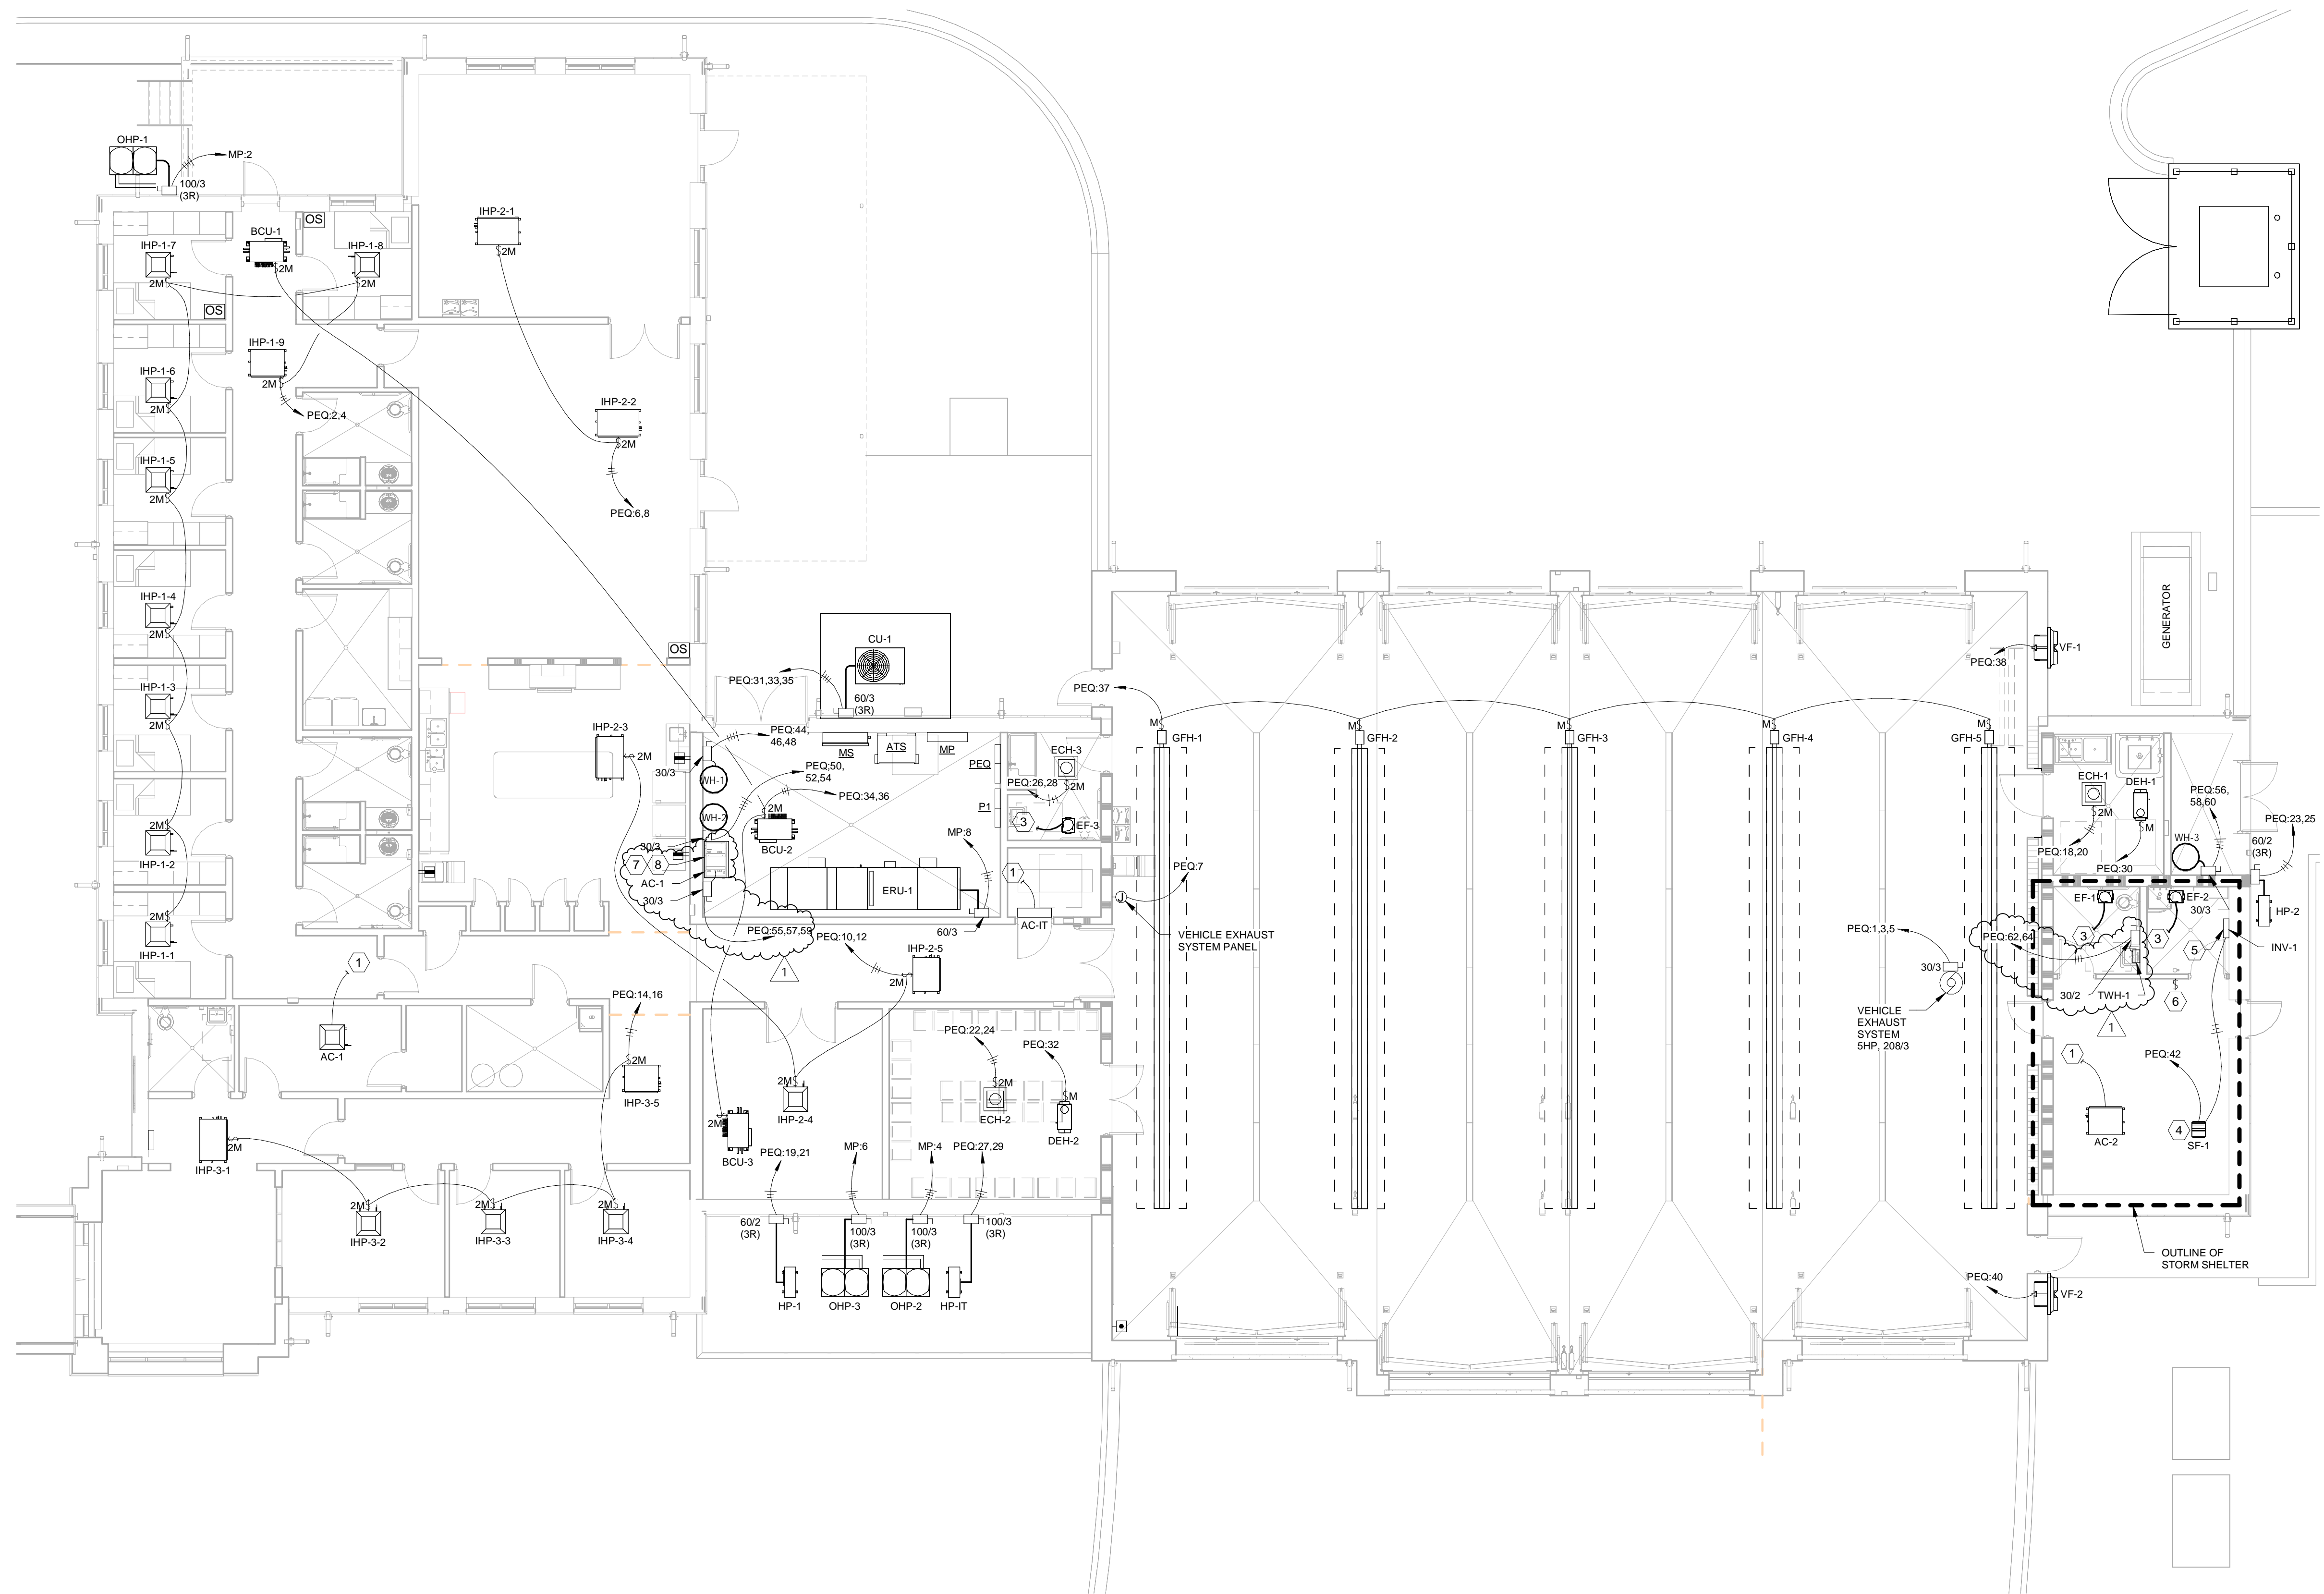 OHP-1
MP:2
100/3
(3R)
OS
BCU-1
2M
IHP-1-7
2M
IHP-1-8
2M
OS
IHP-2-1
2M
IHP-1-9
2M
PEQ:2,4
IHP-1-6
2M
IHP-2-2
2M
PEQ:6,8
IHP-1-5
2M
IHP-1-4
2M
IHP-1-3
2M
IHP-1-2
2M
IHP-1-1
2M
OS
CU-1
PEQ:31,33,35
60/3
(3R)
IHP-2-3
2M
PEQ:44,
46,48
30/3
WH-1
MS
ATS
MP
PEQ
P1
PEQ:50,
52,54
PEQ:34,36
2M
BCU-2
WH-2
30/3
7
8
AC-1
30/3
PEQ:55,57,59
1
ERU-1
MP:8
60/3
ECH-3
2M
PEQ:26,28
3
EF-3
1
AC-IT
PEQ:7
VEHICLE EXHAUST
SYSTEM PANEL
PEQ:10,12
IHP-2-5
2M
1
AC-1
PEQ:14,16
2M
IHP-3-5
IHP-3-1
2M
2M
IHP-3-2
2M
IHP-3-3
2M
IHP-3-4
2M
IHP-2-4
2M
BCU-3
PEQ:22,24
2M
ECH-2
PEQ:32
M
DEH-2
PEQ:19,21
60/2
(3R)
HP-1
MP:6
100/3
(3R)
OHP-3
MP:4
100/3
(3R)
OHP-2
PEQ:27,29
100/3
(3R)
HP-IT
PEQ:37
M
GFH-1
M
GFH-2
M
GFH-3
M
GFH-4
M
GFH-5
PEQ:38
VF-1
GENERATOR
ECH-1
2M
PEQ:18,20
DEH-1
M
PEQ:30
PEQ:56,
58,60
WH-3
30/3
60/2
(3R)
PEQ:23,25
HP-2
EF-1
3
EF-2
3
PEQ:62,64
30/2
TWH-1
1
5
INV-1
6
PEQ:1,3,5
30/3
VEHICLE
EXHAUST
SYSTEM
5HP, 208/3
1
AC-2
PEQ:42
4
SF-1
OUTLINE OF
STORM SHELTER
PEQ:40
VF-2